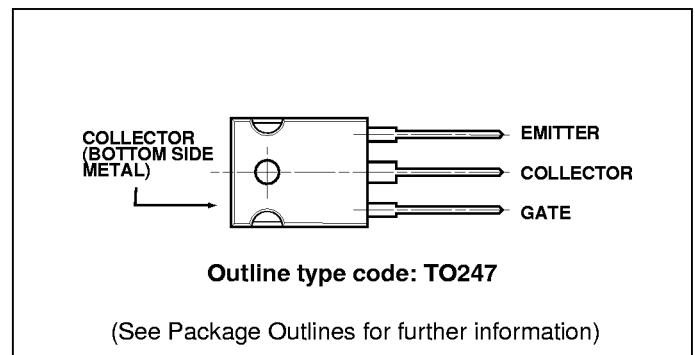 COLLECTOR
(BOTTOM SIDE
METAL)
EMITTER
COLLECTOR
GATE
Outline type code: TO247
(See Package Outlines for further information)